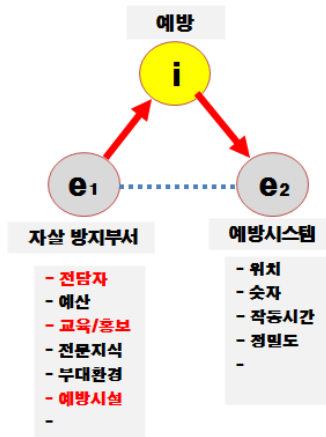 예방
i
e1
e2
자살 방지부서
예방시스템
- 전담자
- 예산
- 교육/홍보
- 전문지식
- 부대환경
- 예방시설
-
- 위치
- 숫자
- 작동시간
- 정밀도
-